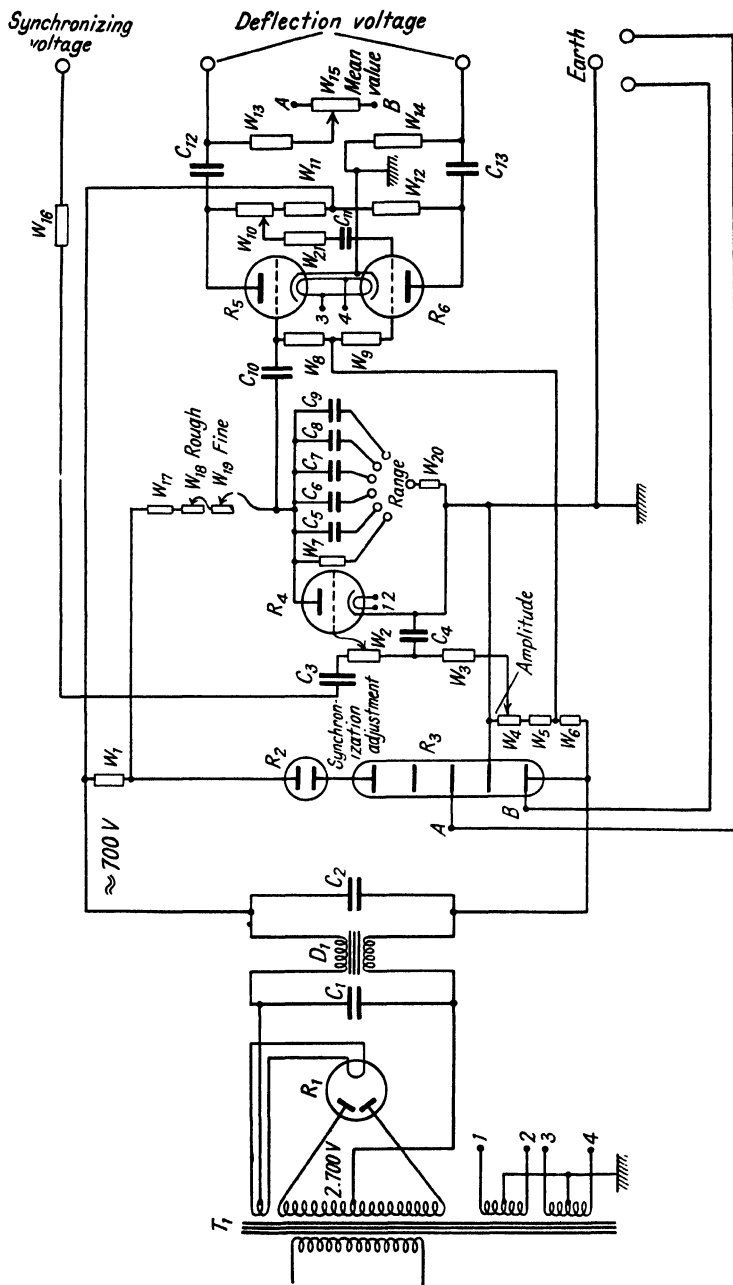 Synchronizing
voltage
Deflection voltage
Earth
W16
C12
W13
A
W15
Mean
value
B
W14
C13
W10
W11
W12
W21
C11
R5
3
4
R6
C10
W8
W9
W17
W18 Rough
W19 Fine
C9
C8
C7
C6
C5
W7
Range
W20
R4
1 2
W2
C4
C3
W3
Amplitude
Synchron-
ization
adjustment
W1
R2
R3
W4
W5
W6
A
B
≈ 700 V
C2
D1
C1
R1
2.700 V
T1
1
2
3
4